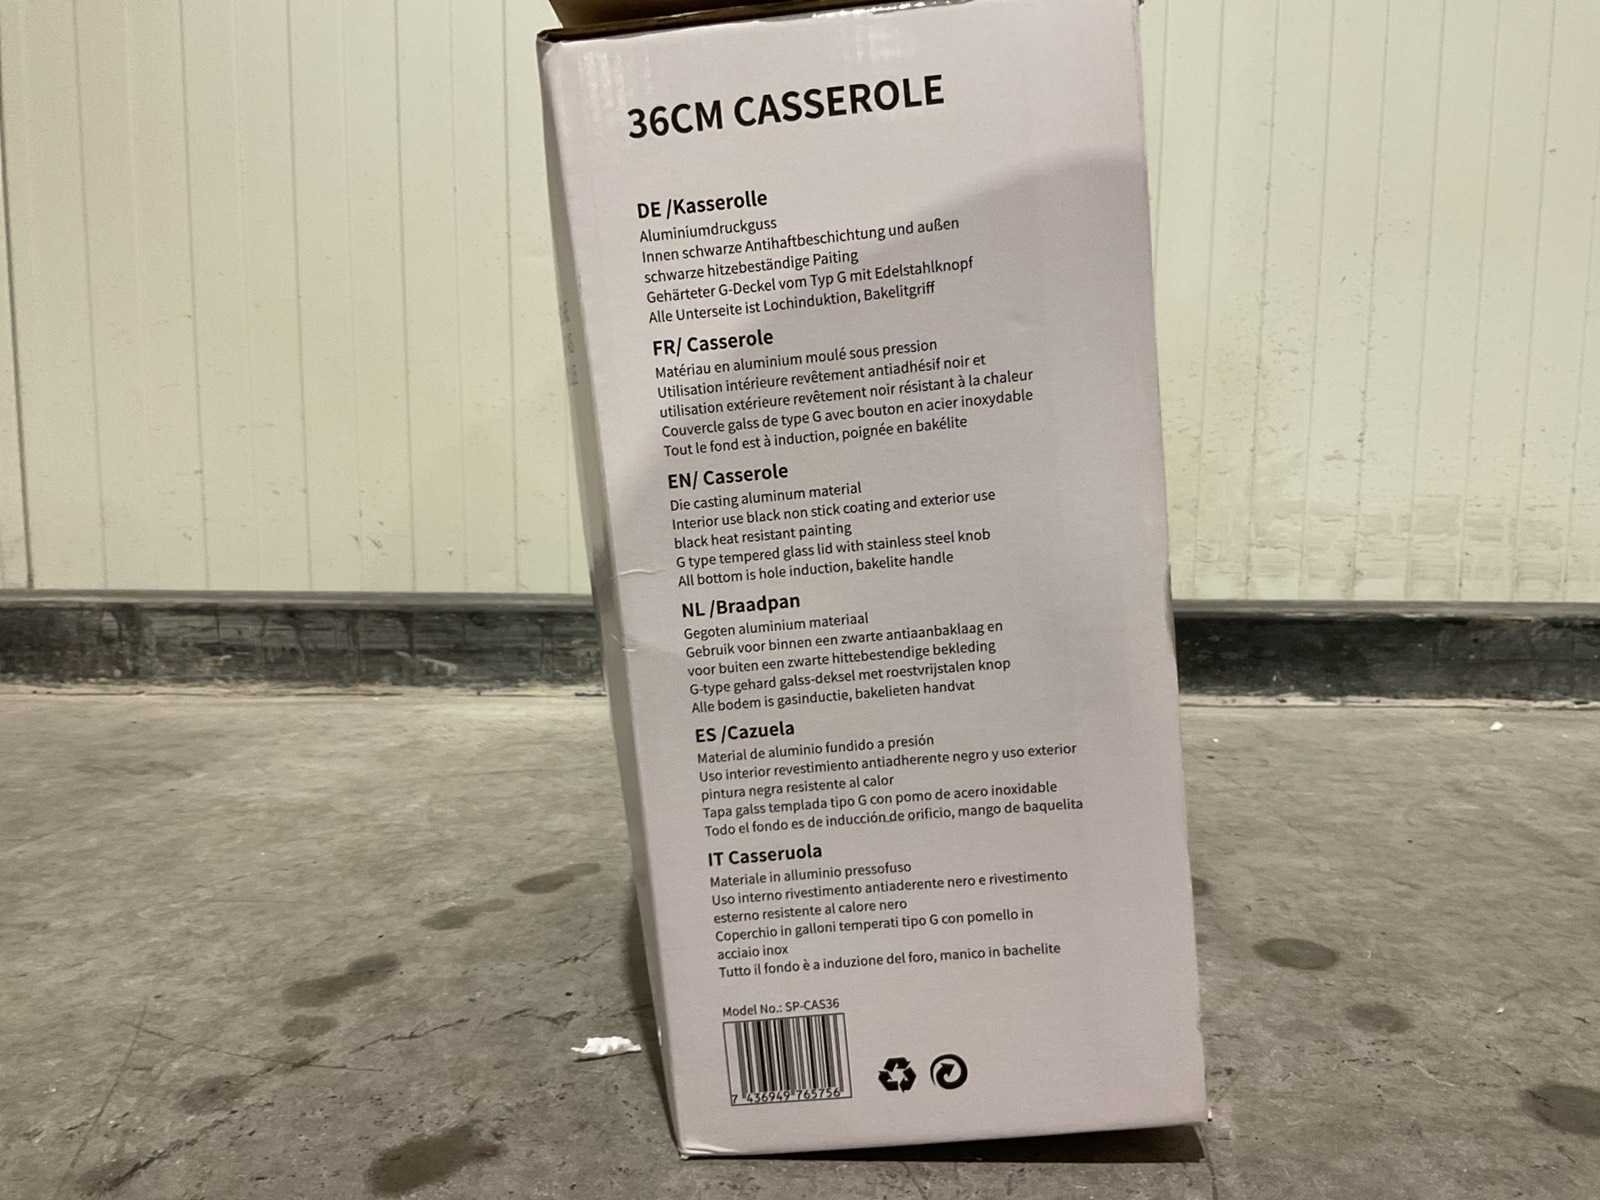 36CM CASSEROLE
DE /Kasserolle
Aluminiumdruckguss
Innen schwarze Antihaftbeschichtung und außen
schwarze hitzebeständige Paiting
Gehärteter G-Deckel vom Typ G mit Edelstahlknopf
Alle Unterseite ist Lochinduktion, Bakelitgriff
FR/ Casserole
Matériau en aluminium moulé sous pression
Utilisation intérieure revêtement antiadhésif noir et
utilisation extérieure revêtement noir résistant à la chaleur
Couvercle galss de type G avec bouton en acier inoxydable
Tout le fond est à induction, poignée en bakélite
EN/ Casserole
Die casting aluminum material
Interior use black non stick coating and exterior use
black heat resistant painting
G type tempered glass lid with stainless steel knob
All bottom is hole induction, bakelite handle
NL /Braadpan
Gegoten aluminium materiaal
Gebruik voor binnen een zwarte antiaanbaklaag en
voor buiten een zwarte hittebestendige bekleding
G-type gehard galss-deksel met roestvrijstalen knop
Alle bodem is gasinductie, bakelieten handvat
ES /Cazuela
Material de aluminio fundido a presión
Uso interior revestimiento antiadherente negro y uso exterior
pintura negra resistente al calor
Tapa galss templada tipo G con pomo de acero inoxidable
Todo el fondo es de inducción de orificio, mango de baquelita
IT Casseruola
Materiale in alluminio pressofuso
Uso interno rivestimento antiaderente nero e rivestimento
esterno resistente al calore nero
Coperchio in galloni temperati tipo G con pomello in
acciaio inox
Tutto il fondo è a induzione del foro, manico in bachelite
Model No.: SP-CAS36
7 436949 765756